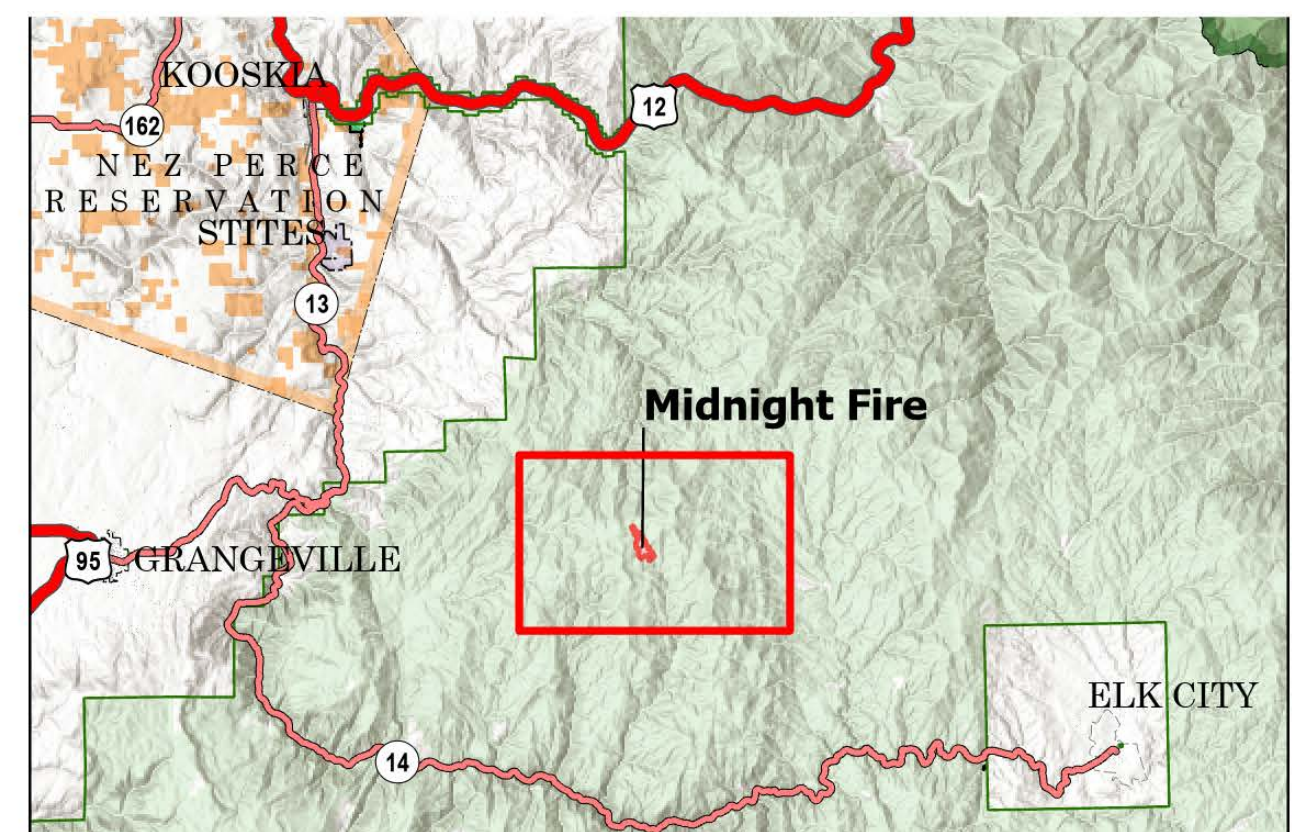 KOOSKIA
12
162
NEZ PERCE
RESERVATION
STITES
13
Midnight Fire
95
GRANGEVILLE
ELK CITY
14